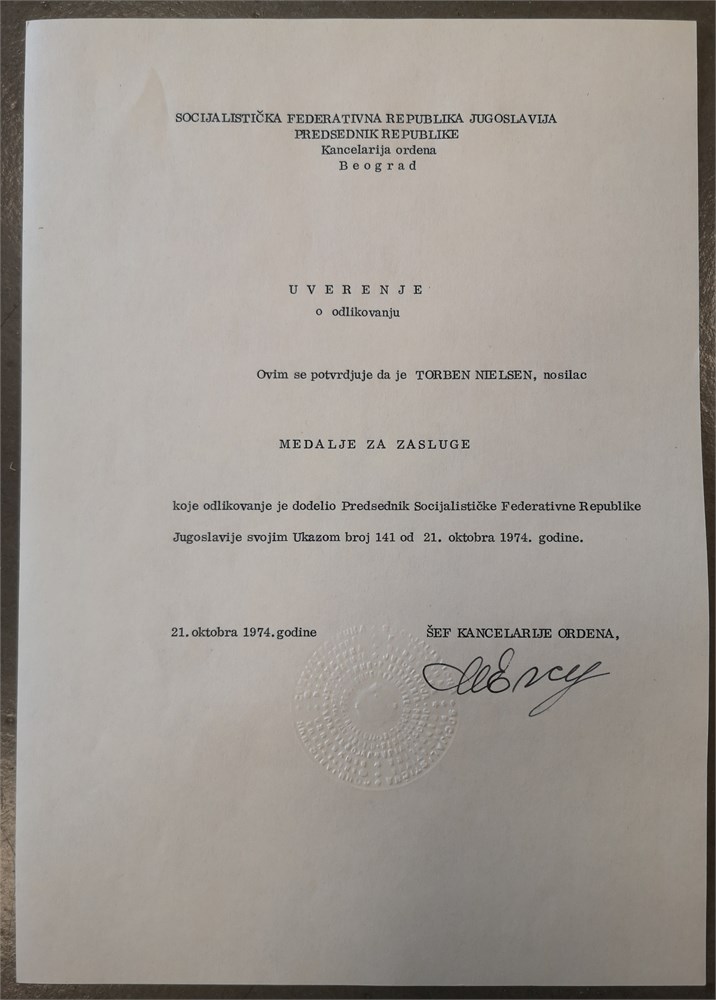 SOCIJALISTIČKA FEDERATIVNA REPUBLIKA JUGOSLAVIJA
PREDSEDNIK REPUBLIKE
Kancelarija ordena
Beograd
UVERENJE
o odlikovanju
Ovim se potvrdjuje da je TORBEN NIELSEN, nosilac
MEDALJE ZA ZASLUGE
koje odlikovanje je dodelio Predsednik Socijalističke Federativne Republike
Jugoslavije svojim Ukazom broj 141 od 21. oktobra 1974. godine.
21. oktobra 1974. godine
ŠEF KANCELARIJE ORDENA,